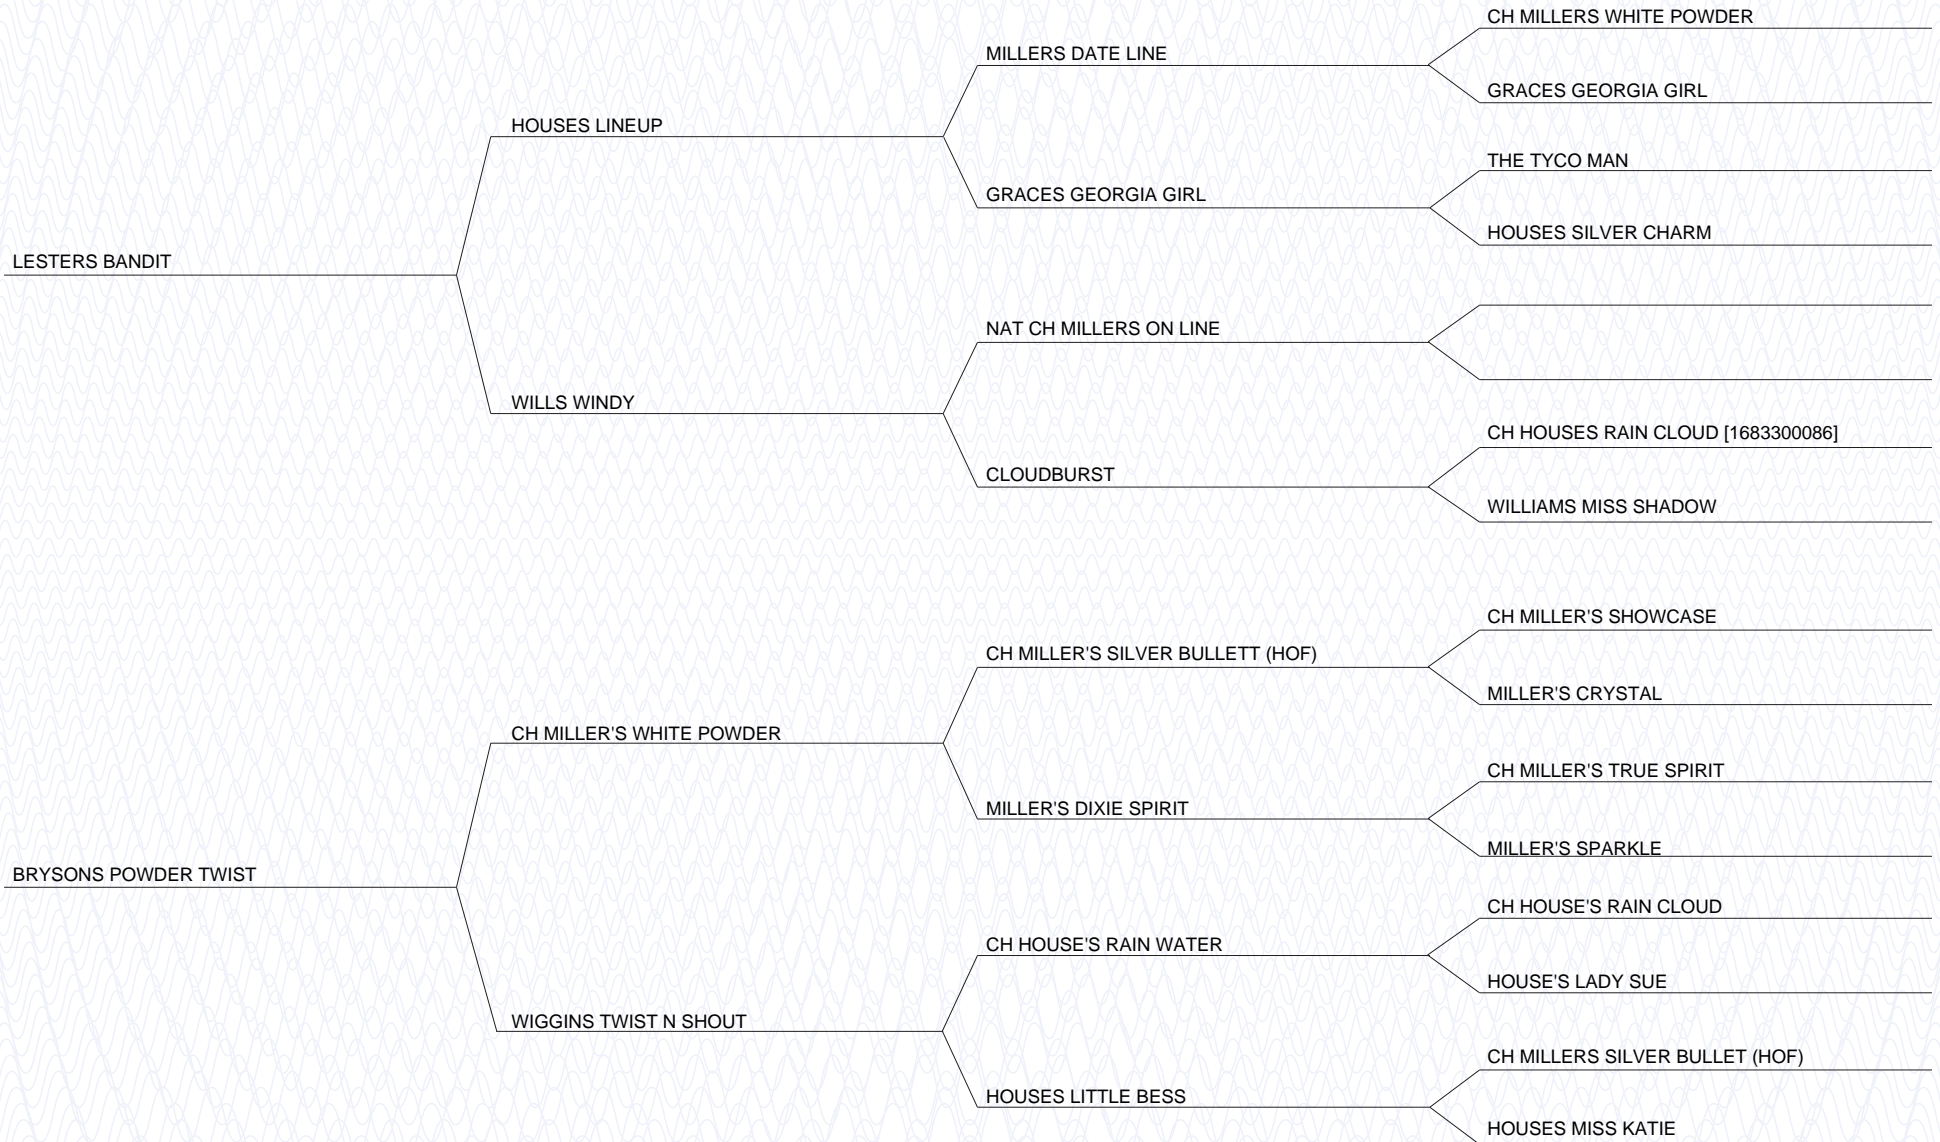 CH MILLERS WHITE POWDER
MILLERS DATE LINE
GRACES GEORGIA GIRL
HOUSES LINEUP
THE TYCO MAN
GRACES GEORGIA GIRL
HOUSES SILVER CHARM
LESTERS BANDIT
NAT CH MILLERS ON LINE
WILLS WINDY
CH HOUSES RAIN CLOUD [1683300086]
CLOUDBURST
WILLIAMS MISS SHADOW
CH MILLER'S SHOWCASE
CH MILLER'S SILVER BULLETT (HOF)
MILLER'S CRYSTAL
CH MILLER'S WHITE POWDER
CH MILLER'S TRUE SPIRIT
MILLER'S DIXIE SPIRIT
MILLER'S SPARKLE
BRYSONS POWDER TWIST
CH HOUSE'S RAIN CLOUD
CH HOUSE'S RAIN WATER
HOUSE'S LADY SUE
WIGGINS TWIST N SHOUT
CH MILLERS SILVER BULLET (HOF)
HOUSES LITTLE BESS
HOUSES MISS KATIE